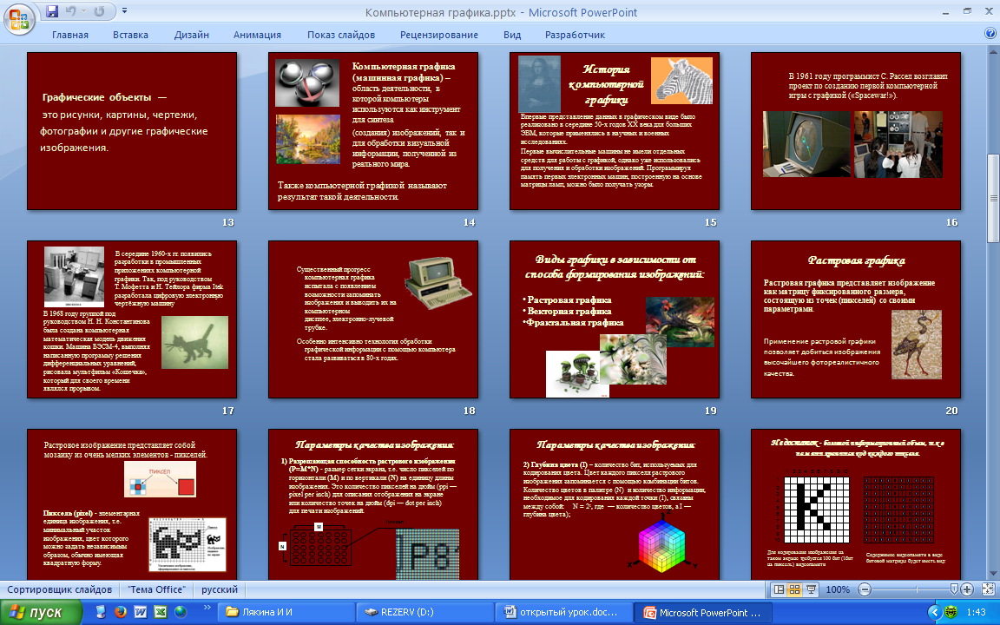 Компьютерная графика.pptx - Microsoft PowerPoint
Главная Вставка Дизайн Анимация Показ слайдов Рецензирование Вид Разработчик
Графические объекты —
это рисунки, картины, чертежи,
фотографии и другие графические
изображения.
13
Компьютерная графика
(машинная графика) –
область деятельности, в
которой компьютеры
используются как инструмент
для синтеза
(создания) изображений, так и
для обработки визуальной
информации, полученной из
реального мира.
Также компьютерной графикой называют
результат такой деятельности.
14
История
компьютерной
графики
Впервые представление данных в графическом виде было
реализовано в середине 50-х годов XX века для больших
ЭВМ, которые применялись в научных и военных
исследованиях.
Первые вычислительные машины не имели отдельных
средств для работы с графикой, однако уже использовались
для получения и обработки изображений. Программируя
память первых электронных машин, построенную на основе
матрицы ламп, можно было получать узоры.
15
В 1961 году программист С. Рассел возглавил
проект по созданию первой компьютерной
игры с графикой («Spacewar!»).
16
В середине 1960-х гг. появились
разработки в промышленных
приложениях компьютерной
графики. Так, под руководством
Т. Мофетта и Н. Тейлора фирма Itek
разработала цифровую электронную
чертёжную машину
В 1968 году группой под
руководством Н. Н. Константинова
была создана компьютерная
математическая модель движения
кошки. Машина БЭСМ-4, выполняя
написанную программу решения
дифференциальных уравнений,
рисовала мультфильм «Кошечка»,
который для своего времени
являлся прорывом.
17
Существенный прогресс
компьютерная графика
испытала с появлением
возможности запоминать
изображения и выводить их на
компьютерном
дисплее, электронно-лучевой
трубке.
Особенно интенсивно технология обработки
графической информации с помощью компьютера
стала развиваться в 80-х годах.
18
Виды графики в зависимости от
способа формирования изображений:
• Растровая графика
• Векторная графика
• Фрактальная графика
19
Растровая графика
Растровая графика представляет изображение
как матрицу фиксированного размера,
состоящую из точек (пикселей) со своими
параметрами.
Применение растровой графики
позволяет добиться изображения
высочайшего фотореалистичного
качества.
20
Растровое изображение представляет собой
мозаику из очень мелких элементов - пикселей.
ПИКСЕЛ
Пиксель (pixel) - элементарная
единица изображения, т.е.
минимальный участок
изображения, цвет которого
можно задать независимым
образом, обычно имеющая
квадратную форму.
Параметры качества изображения:
1) Разрешающая способность растрового изображения
(P=M*N) - размер сетки экрана, т.е. число пикселей по
горизонтали (M) и по вертикали (N) на единицу длины
изображения. Это количество пикселей на дюйм (ppi —
pixel per inch) для описания отображения на экране
или количество точек на дюйм (dpi — dot per inch)
для печати изображений.
M
N
Параметры качества изображения:
2) Глубина цвета (I) – количество бит, используемых для
кодирования цвета. Цвет каждого пикселя растрового
изображения запоминается с помощью комбинации битов.
Количество цветов в палитре (N) и количество информации,
необходимое для кодирования каждой точки (I), связаны
между собой: N = 2ᴵ, где — количество цветов, а I —
глубина цвета);
X Y
Недостаток - большой информационный объем, т.к в
памяти хранится код каждого пикселя.
Для кодирования изображения на
таком экране требуется 100 бит (1бит
на пиксель) видеопамяти
Содержимое видеопамяти в виде
битовой матрицы будет иметь вид:
Сортировщик слайдов "Тема Office" русский 100%
пуск Лякина И И REZERV (D:) открытый урок.doc... Microsoft PowerPoint ... 1:43